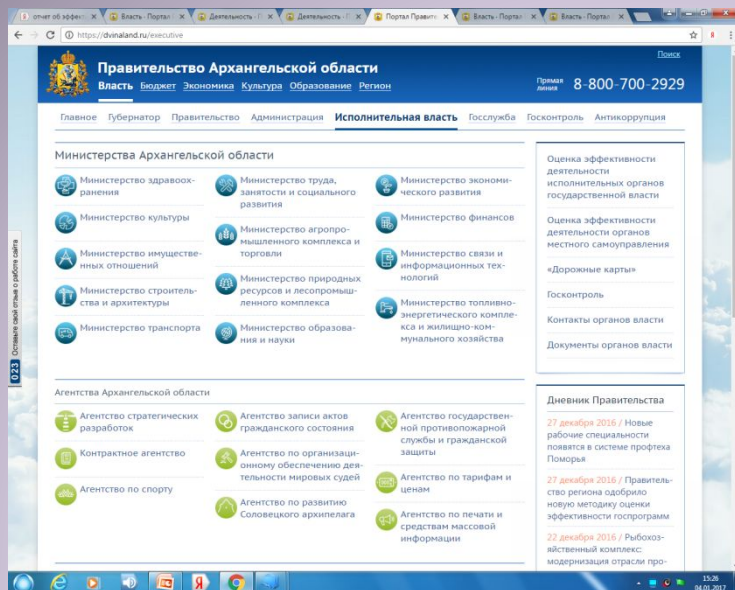 отчет об эффект
Власть - Портал
Деятельность - П
Деятельность - П
Портал Правите
Власть - Портал
Власть - Портал
https://dvinaland.ru/executive
Поиск
Правительство Архангельской области
Власть Бюджет Экономика Культура Образование Регион
Прямая линия 8-800-700-2929
Главное Губернатор Правительство Администрация Исполнительная власть Госслужба Госконтроль Антикоррупция
Министерства Архангельской области
Министерство здравоох-
ранения
Министерство культуры
Министерство имуществе-
нных отношений
Министерство строитель-
ства и архитектуры
Министерство транспорта
Министерство труда,
занятости и социального
развития
Министерство агропро-
мышленного комплекса и
торговли
Министерство природных
ресурсов и лесопромыш-
ленного комплекса
Министерство образова-
ния и науки
Министерство экономи-
ческого развития
Министерство финансов
Министерство связи и
информационных тех-
нологий
Министерство топливно-
энергетического компле-
кса и жилищно-ком-
мунального хозяйства
Оценка эффективности
деятельности
исполнительных органов
государственной власти
Оценка эффективности
деятельности органов
местного самоуправления
«Дорожные карты»
Госконтроль
Контакты органов власти
Документы органов власти
Оставьте свой отзыв о работе сайта
023
Агентства Архангельской области
Агентство стратегических
разработок
Контрактное агентство
Агентство по спорту
Агентство записи актов
гражданского состояния
Агентство по организаци-
онному обеспечению дея-
тельности мировых судей
Агентство по развитию
Соловецкого архипелага
Агентство государствен-
ной противопожарной
службы и гражданской
защиты
Агентство по тарифам и
ценам
Агентство по печати и
средствам массовой
информации
Дневник Правительства
27 декабря 2016 / Новые
рабочие специальности
появятся в системе профтеха
Поморья
27 декабря 2016 / Правитель-
ство региона одобрило
новую методику оценки
эффективности госпрограмм
22 декабря 2016 / Рыбохоз-
яйственный комплекс:
модернизация отрасли про-
15:26
04.01.2017